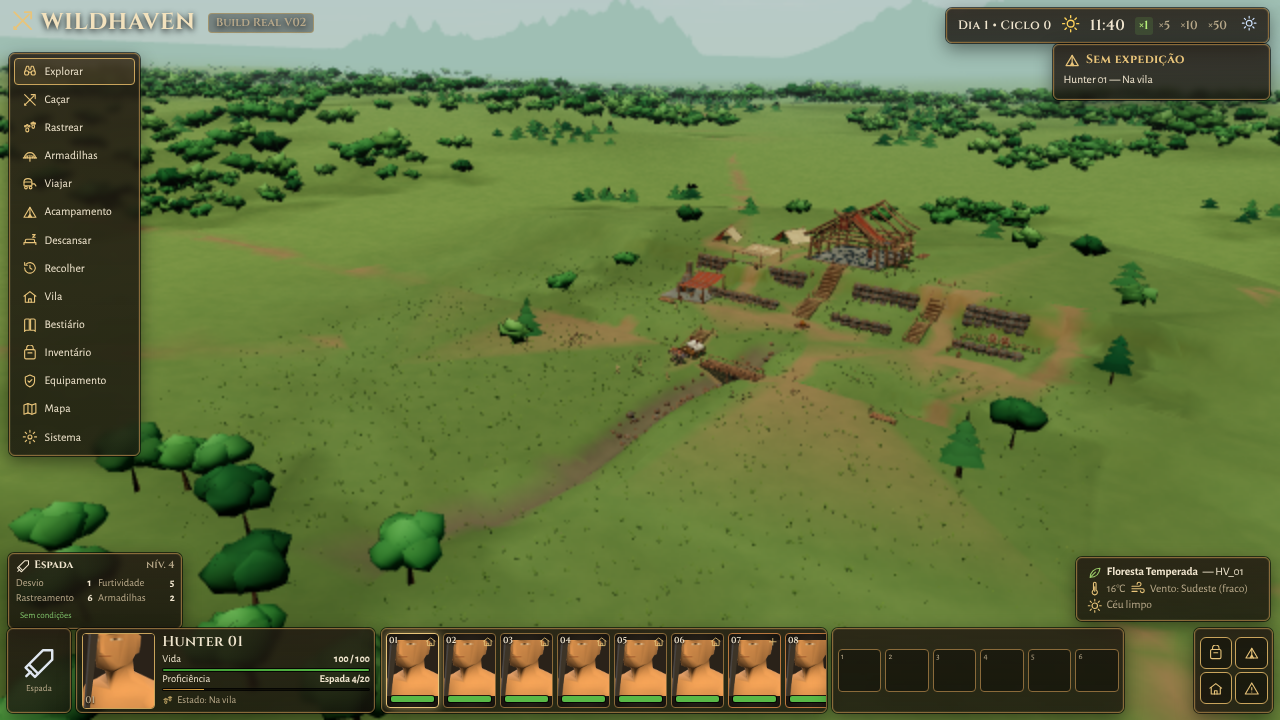 WILDHAVEN
Build Real V02
Dia 1 • Ciclo 0
11:40
×1 ×5 ×10 ×50
Sem expedição
Hunter 01 — Na vila
Explorar
Caçar
Rastrear
Armadilhas
Viajar
Acampamento
Descansar
Recolher
Vila
Bestiário
Inventário
Equipamento
Mapa
Sistema
Espada NÍV. 4
Desvio 1 Furtividade 5
Rastreamento 6 Armadilhas 2
Sem condições
Floresta Temperada — HV_01
16°C Vento: Sudeste (fraco)
Céu limpo
Espada
01
Hunter 01
Vida 100 / 100
Proficiência Espada 4/20
Estado: Na vila
01 02 03 04 05 06 07 08
1 2 3 4 5 6